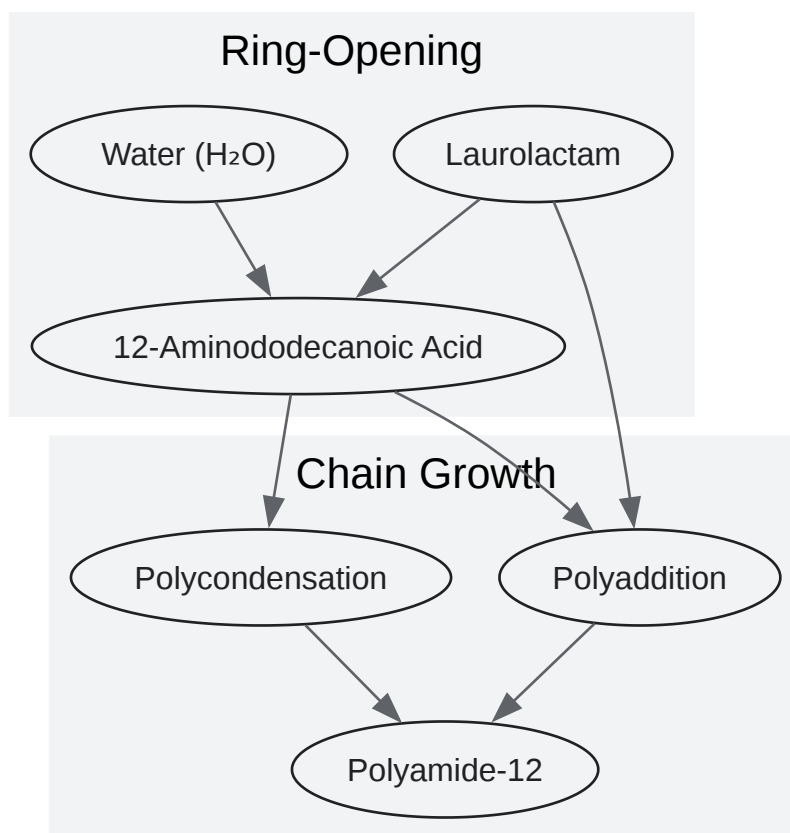 Ring-Opening
Water (H₂O)
Laurolactam
12-Aminododecanoic Acid
Chain Growth
Polycondensation
Polyaddition
Polyamide-12